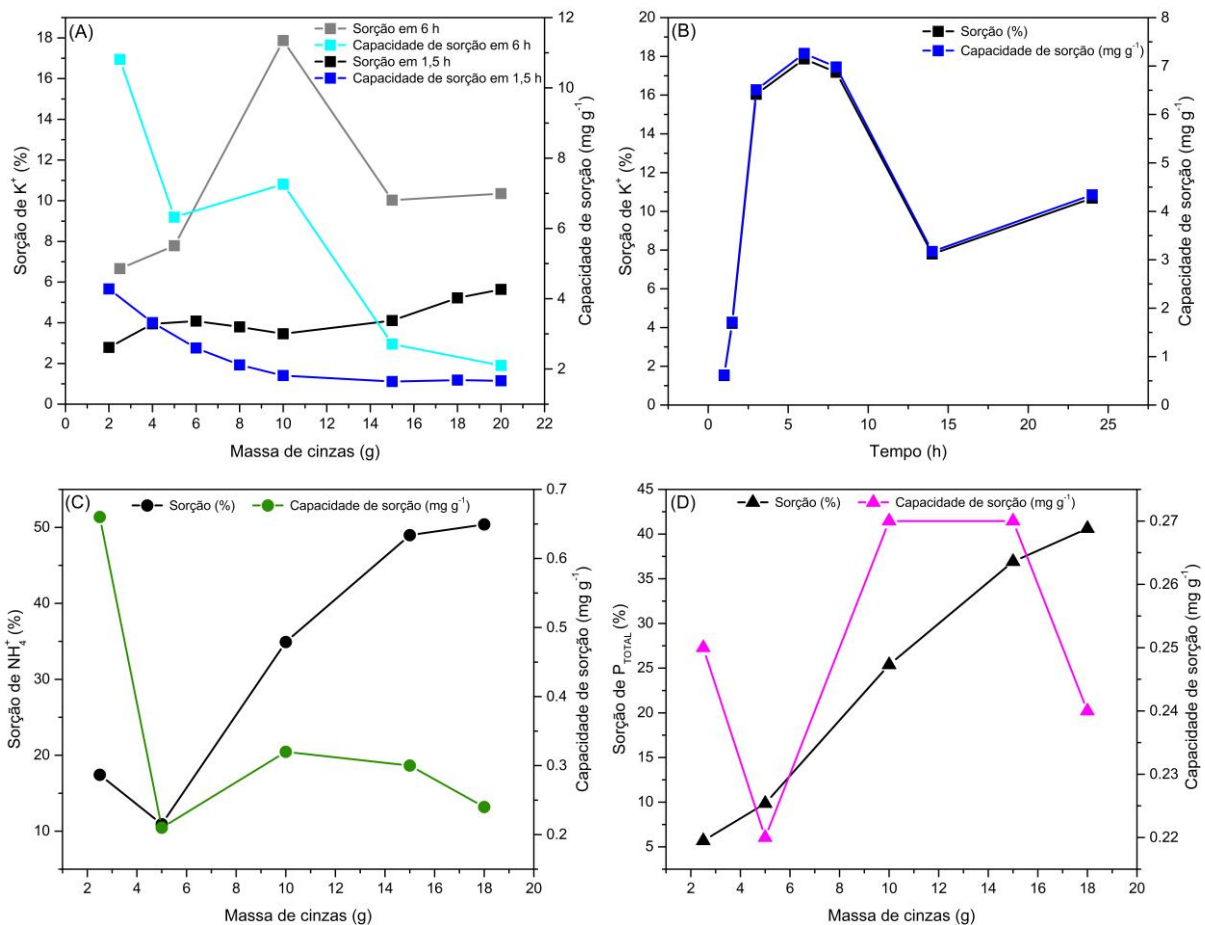 (A)
Sorção em 6 h
Capacidade de sorção em 6 h
Sorção em 1,5 h
Capacidade de sorção em 1,5 h
Sorção de K⁺ (%)
18
16
14
12
10
8
6
4
2
0
0 2 4 6 8 10 12 14 16 18 20 22
Massa de cinzas (g)
12
11
10
9
8
7
6
5
4
3
2
Capacidade de sorção (mg g⁻¹)
(B)
Sorção (%)
Capacidade de sorção (mg g⁻¹)
Sorção de K⁺ (%)
20
18
16
14
12
10
8
6
4
2
0
0 5 10 15 20 25
Tempo (h)
8
7
6
5
4
3
2
1
0
Capacidade de sorção (mg g⁻¹)
(C)
Sorção (%)
Capacidade de sorção (mg g⁻¹)
Sorção de NH₄⁺ (%)
50
40
30
20
10
2 4 6 8 10 12 14 16 18 20
Massa de cinzas (g)
0.7
0.6
0.5
0.4
0.3
0.2
Capacidade de sorção (mg g⁻¹)
(D)
Sorção (%)
Capacidade de sorção (mg g⁻¹)
Sorção de P_TOTAL (%)
45
40
35
30
25
20
15
10
5
2 4 6 8 10 12 14 16 18 20
Massa de cinzas (g)
0.27
0.26
0.25
0.24
0.23
0.22
Capacidade de sorção (mg g⁻¹)